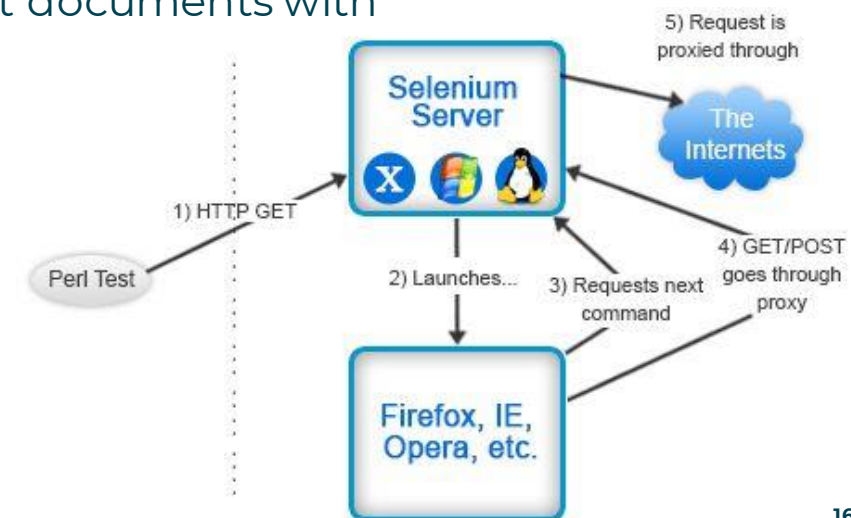 t documents with
5) Request is
proxied through
Selenium
Server
The
Internets
X
1) HTTP GET
4) GET/POST
goes through
proxy
Perl Test
2) Launches...
3) Requests next
command
Firefox, IE,
Opera, etc.
16